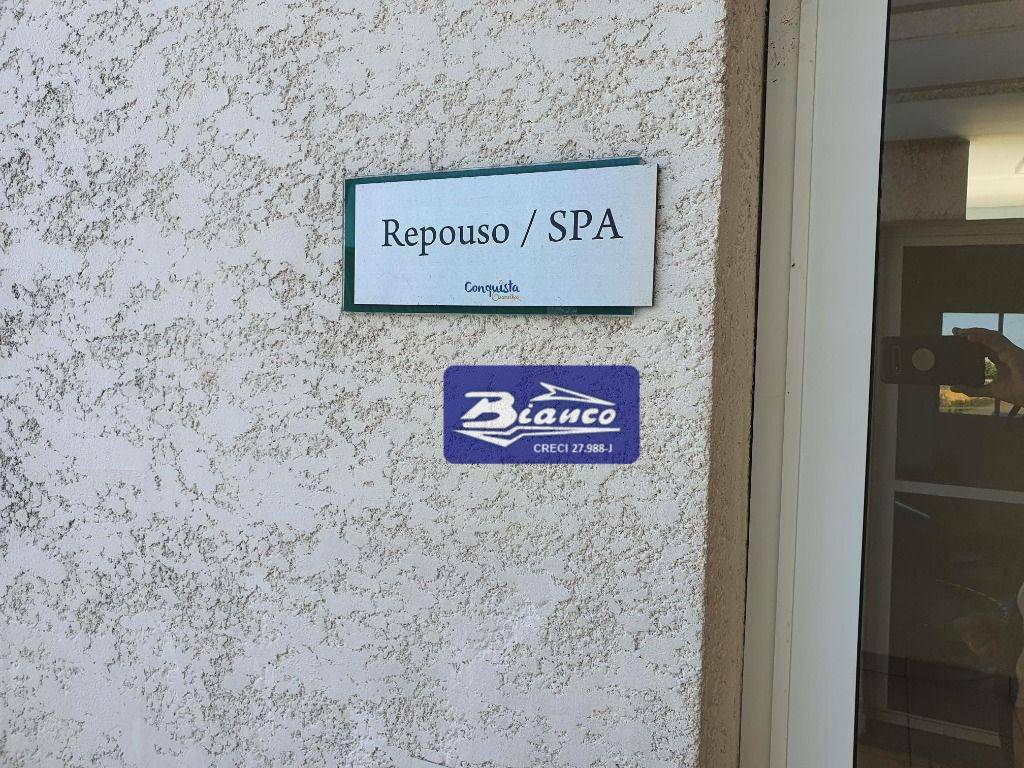 Repouso / SPA
Conquista
Bianco
CRECI 27.988-J